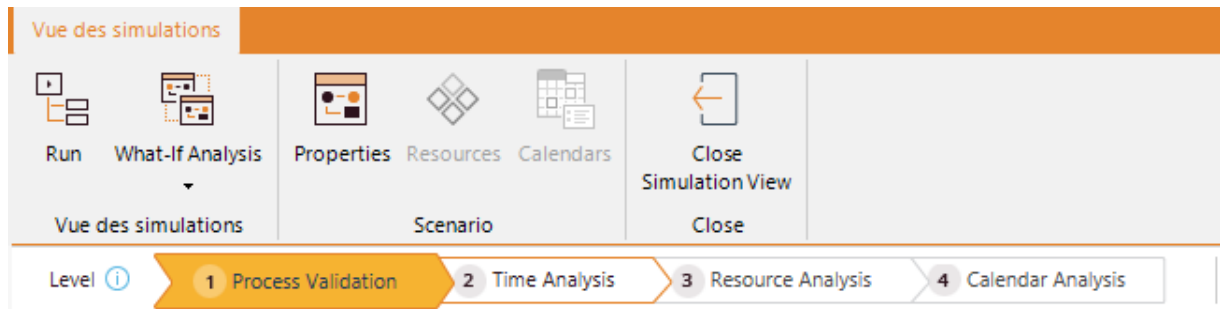 Vue des simulations
Run
What-If Analysis
Properties
Resources
Calendars
Close
Simulation View
Vue des simulations
Scenario
Close
Level
1 Process Validation
2 Time Analysis
3 Resource Analysis
4 Calendar Analysis